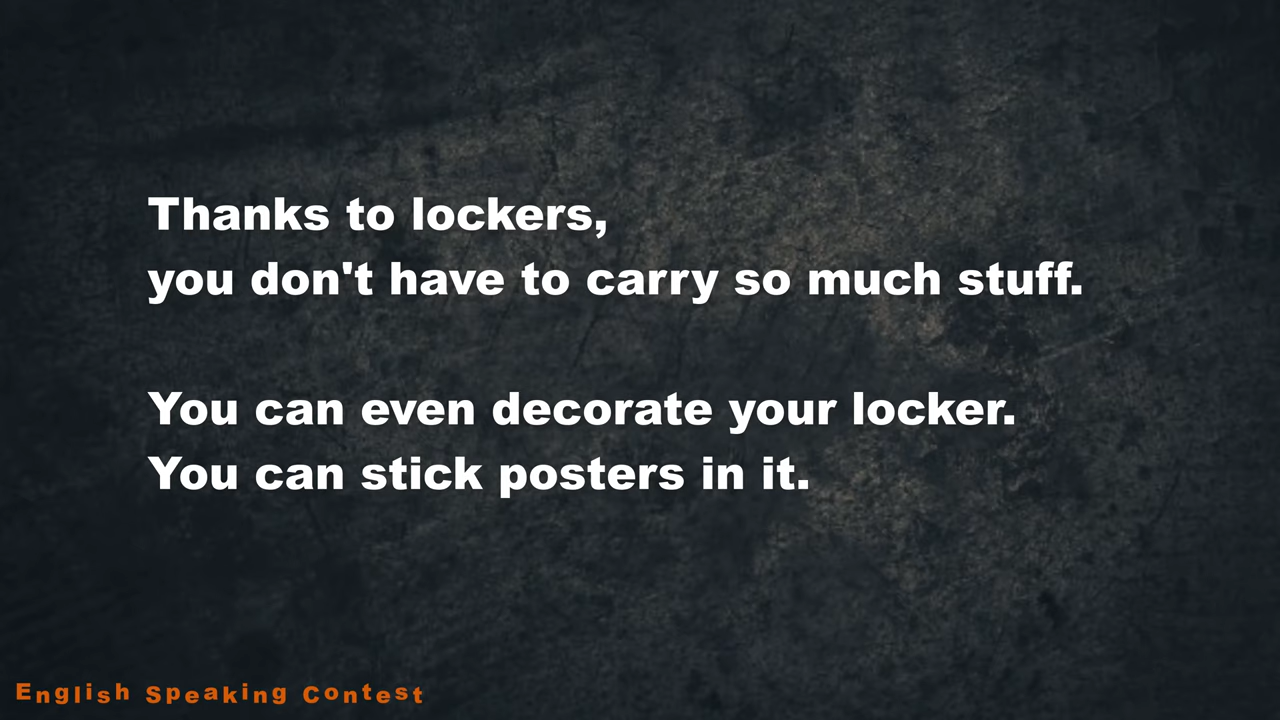 Thanks to lockers,
you don't have to carry so much stuff.
You can even decorate your locker.
You can stick posters in it.
English Speaking Contest